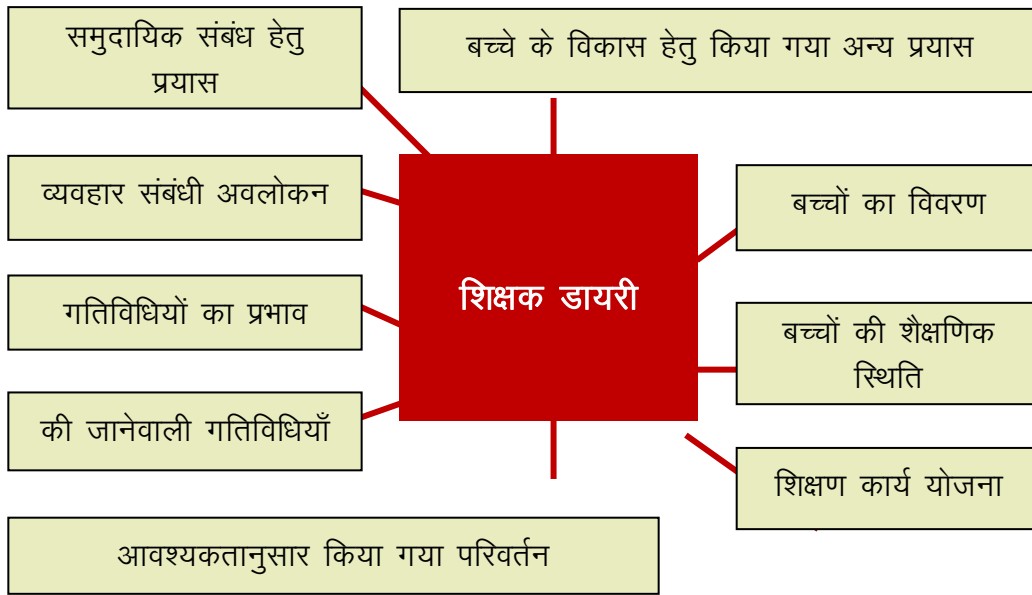 समुदायिक संबंध हेतु
प्रयास
बच्चे के विकास हेतु किया गया अन्य प्रयास
व्यवहार संबंधी अवलोकन
बच्चों का विवरण
शिक्षक डायरी
गतिविधियों का प्रभाव
बच्चों की शैक्षणिक
स्थिति
की जानेवाली गतिविधियाँ
शिक्षण कार्य योजना
आवश्यकतानुसार किया गया परिवर्तन